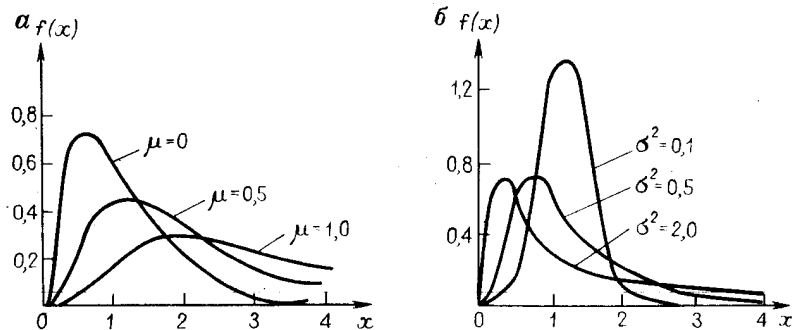 а f(x)
0,8
0,6
0,4
0,2
0 1 2 3 4 x
μ=0
μ=0,5
μ=1,0
б f(x)
1,2
0,8
0,4
0 1 2 3 4 x
σ²=0,1
σ²=0,5
σ²=2,0